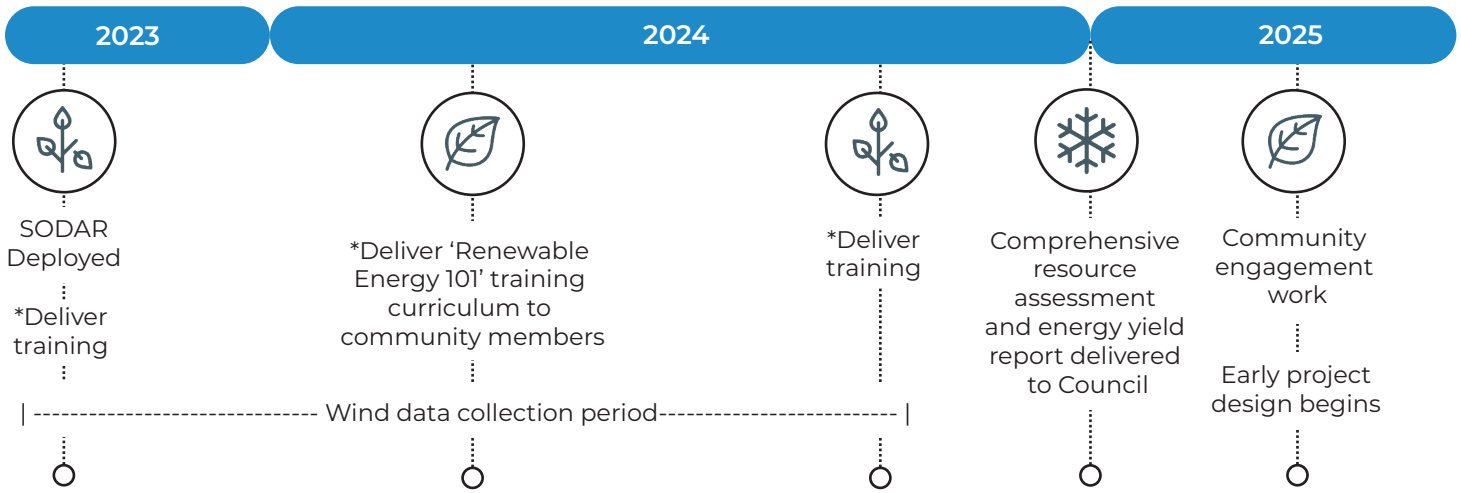 2023
2024
2025
SODAR
Deployed
*Deliver
training
*Deliver ‘Renewable
Energy 101’ training
curriculum to
community members
*Deliver
training
Comprehensive
resource
assessment
and energy yield
report delivered
to Council
Community
engagement
work
Early project
design begins
| ------------------------------- Wind data collection period-------------------------- |